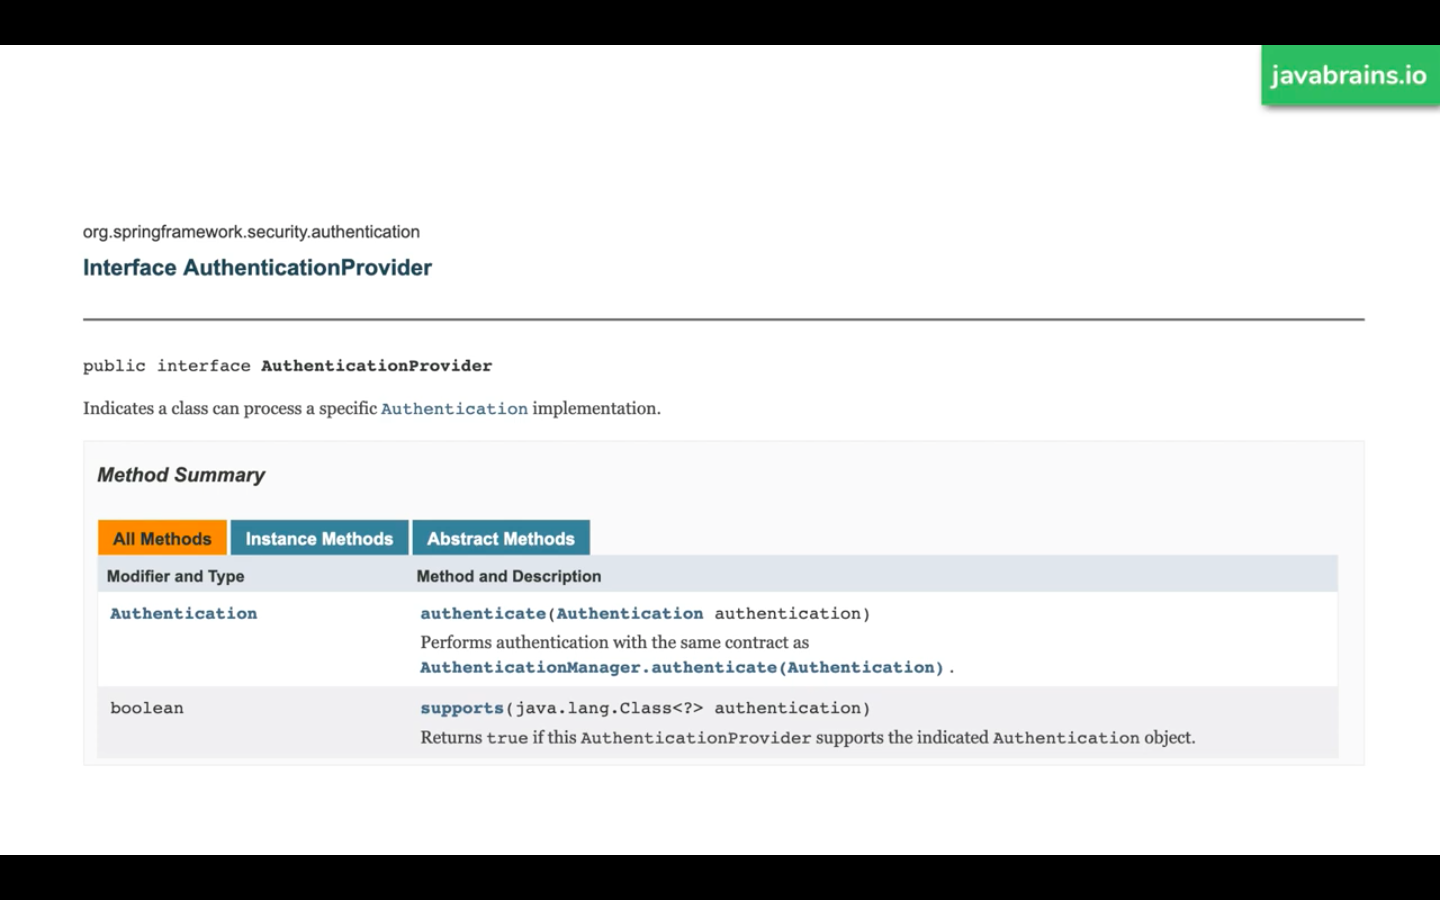 javabrains.io
org.springframework.security.authentication
Interface AuthenticationProvider
public interface AuthenticationProvider
Indicates a class can process a specific Authentication implementation.
Method Summary
All Methods Instance Methods Abstract Methods
Modifier and Type Method and Description
Authentication authenticate(Authentication authentication)
Performs authentication with the same contract as
AuthenticationManager.authenticate(Authentication).
boolean supports(java.lang.Class<?> authentication)
Returns true if this AuthenticationProvider supports the indicated Authentication object.